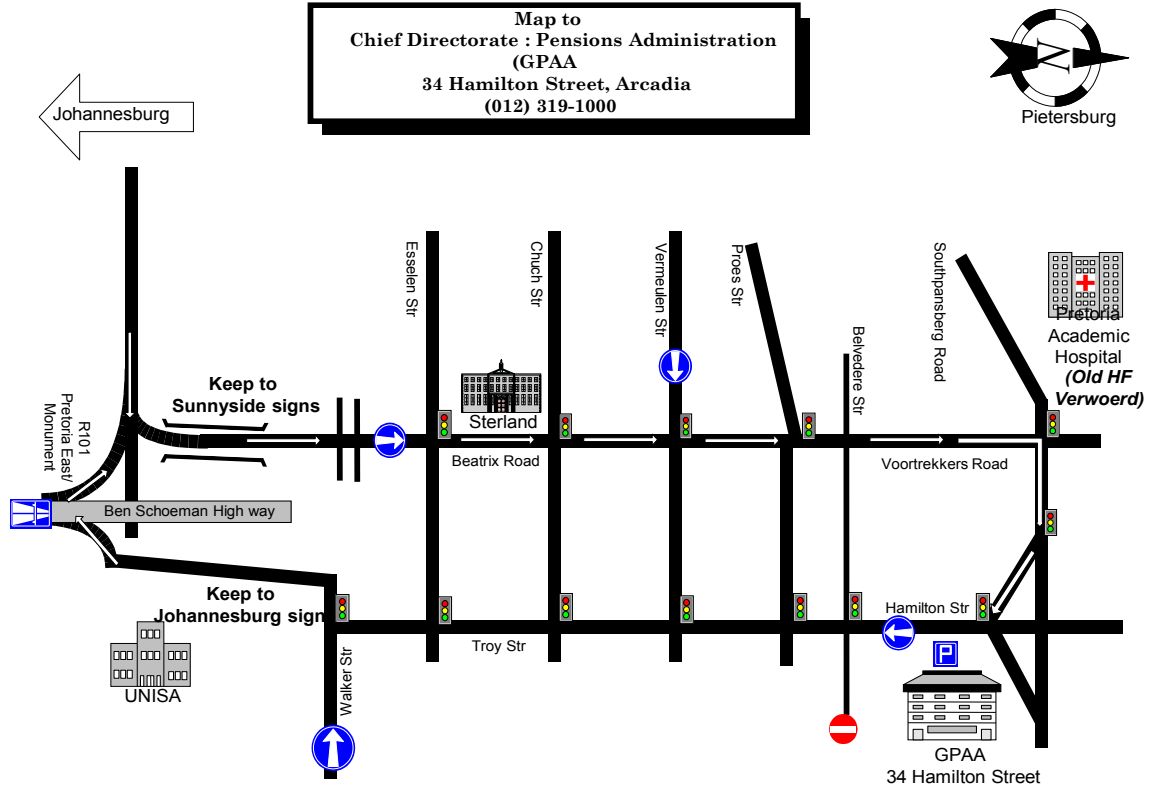 Map to
Chief Directorate : Pensions Administration
(GPAA
34 Hamilton Street, Arcadia
(012) 319-1000
N
Pietersburg
Johannesburg
Esselen Str
Chuch Str
Vermeulen Str
Proes Str
Belvedere Str
Southpansberg Road
Pretoria
Academic
Hospital
(Old HF
Verwoerd)
Keep to
Sunnyside signs
Sterland
R101
Pretoria East/
Monument
Beatrix Road
Voortrekkers Road
Ben Schoeman High way
Keep to
Johannesburg sign
Hamilton Str
Troy Str
P
UNISA
Walker Str
GPAA
34 Hamilton Street